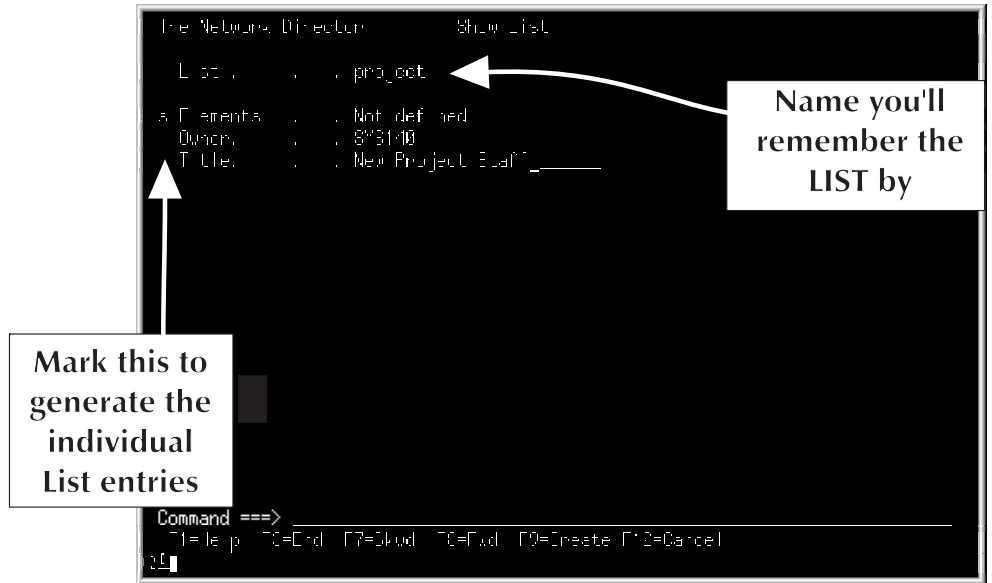 The Network Director Show List
List . . . project
Name you'll
remember the
LIST by
s Elements . . Not defined
Owner. . . SYS140
Title. . . New Project Staff
Mark this to
generate the
individual
List entries
Command ===>
F1=Help F3=End F7=Bkwd F8=Fwd F9=Create F12=Cancel